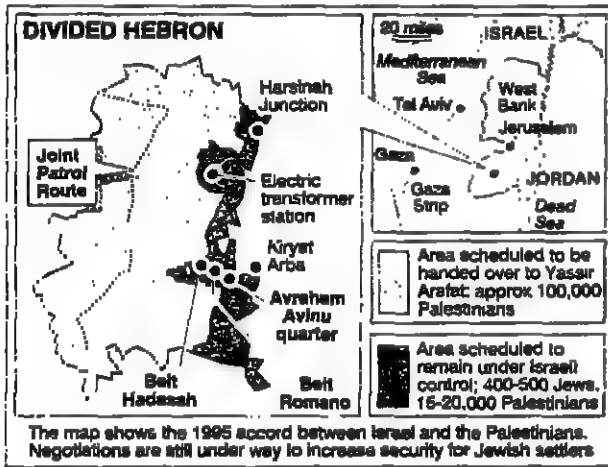 DIVIDED HEBRON
Harsinah
Junction
Joint
Patrol
Route
Electric
transformer
station
Kiryat
Arba
Avraham
Avinu
quarter
Beit
Hadasah
Beit
Romano
20 miles
ISRAEL
Mediterranean
Sea
West
Bank
Tel Aviv
Jerusalem
Gaza
Gaza
Strip
JORDAN
Dead
Sea
Area scheduled to be
handed over to Yassir
Arafat: approx 100,000
Palestinians
Area scheduled to
remain under Israeli
control; 400-500 Jews,
15-20,000 Palestinians
The map shows the 1995 accord between Israel and the Palestinians.
Negotiations are still under way to increase security for Jewish settlers